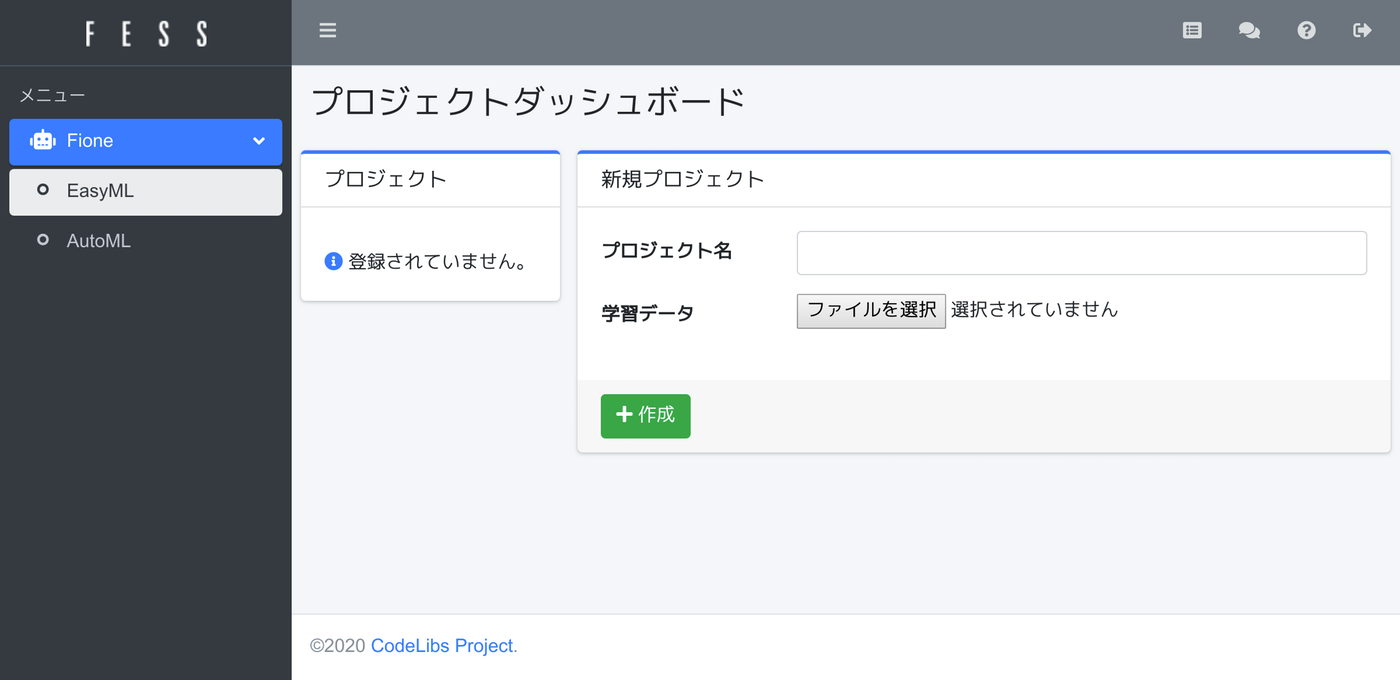 FESS
メニュー
Fione
EasyML
AutoML
プロジェクトダッシュボード
プロジェクト
登録されていません。
新規プロジェクト
プロジェクト名
学習データ
ファイルを選択 選択されていません
作成
©2020 CodeLibs Project.